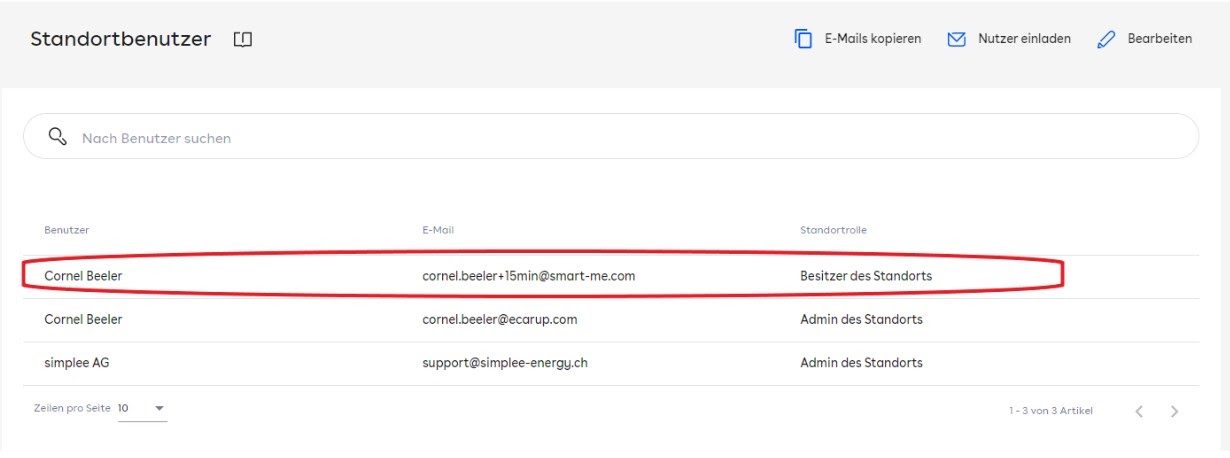 Standortbenutzer
E-Mails kopieren Nutzer einladen Bearbeiten
Nach Benutzer suchen
Benutzer E-Mail Standortrolle
Cornel Beeler cornel.beeler+15min@smart-me.com Besitzer des Standorts
Cornel Beeler cornel.beeler@ecarup.com Admin des Standorts
simplee AG support@simplee-energy.ch Admin des Standorts
Zeilen pro Seite 10 1 - 3 von 3 Artikel